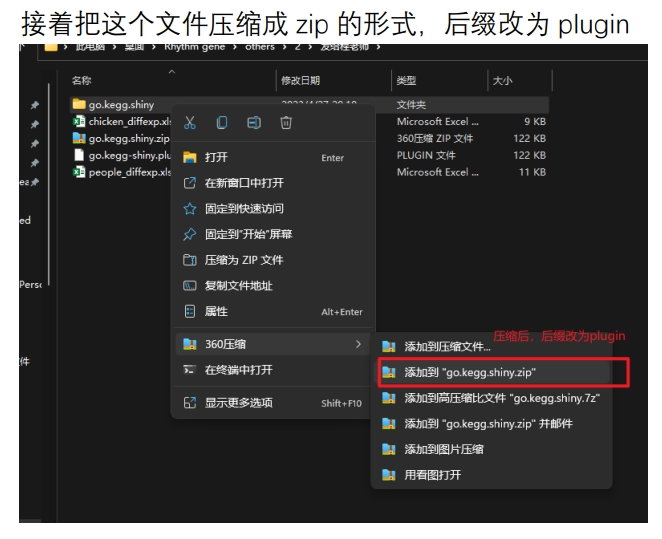 接着把这个文件压缩成 zip 的形式，后缀改为 plugin
此电脑 > 桌面 > Rhythm gene > others > 2 > 发给程老师 >
名称 修改日期 类型 大小
go.kegg.shiny 文件夹
chicken_diffexp.xls Microsoft Excel ... 9 KB
go.kegg.shiny.zip 360压缩 ZIP 文件 122 KB
go.kegg-shiny.plu PLUGIN 文件 122 KB
people_diffexp.xls Microsoft Excel ... 11 KB
打开 Enter
在新窗口中打开
固定到快速访问
固定到"开始"屏幕
压缩为 ZIP 文件
复制文件地址
属性 Alt+Enter
360压缩
在终端中打开
显示更多选项 Shift+F10
压缩后，后缀改为plugin
添加到压缩文件...
添加到 "go.kegg.shiny.zip"
添加到高压缩比文件 "go.kegg.shiny.7z"
添加到 "go.kegg.shiny.zip" 并邮件
添加到图片压缩
用看图打开
ed
Perso
件